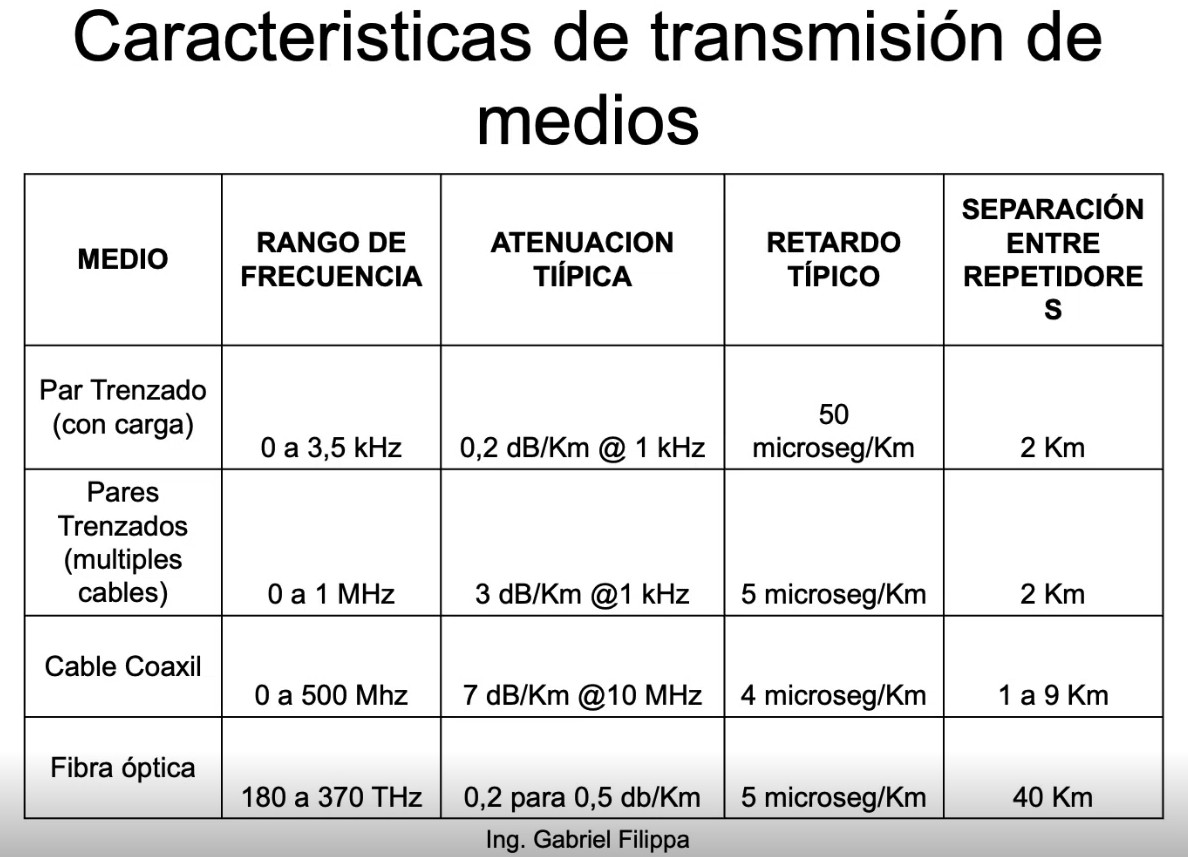 Caracteristicas de transmisión de
medios
MEDIO
RANGO DE
FRECUENCIA
ATENUACION
TIÍPICA
RETARDO
TÍPICO
SEPARACIÓN
ENTRE
REPETIDORE
S
Par Trenzado
(con carga)
0 a 3,5 kHz
0,2 dB/Km @ 1 kHz
50
microseg/Km
2 Km
Pares
Trenzados
(multiples
cables)
0 a 1 MHz
3 dB/Km @1 kHz
5 microseg/Km
2 Km
Cable Coaxil
0 a 500 Mhz
7 dB/Km @10 MHz
4 microseg/Km
1 a 9 Km
Fibra óptica
180 a 370 THz
0,2 para 0,5 db/Km
5 microseg/Km
40 Km
Ing. Gabriel Filippa